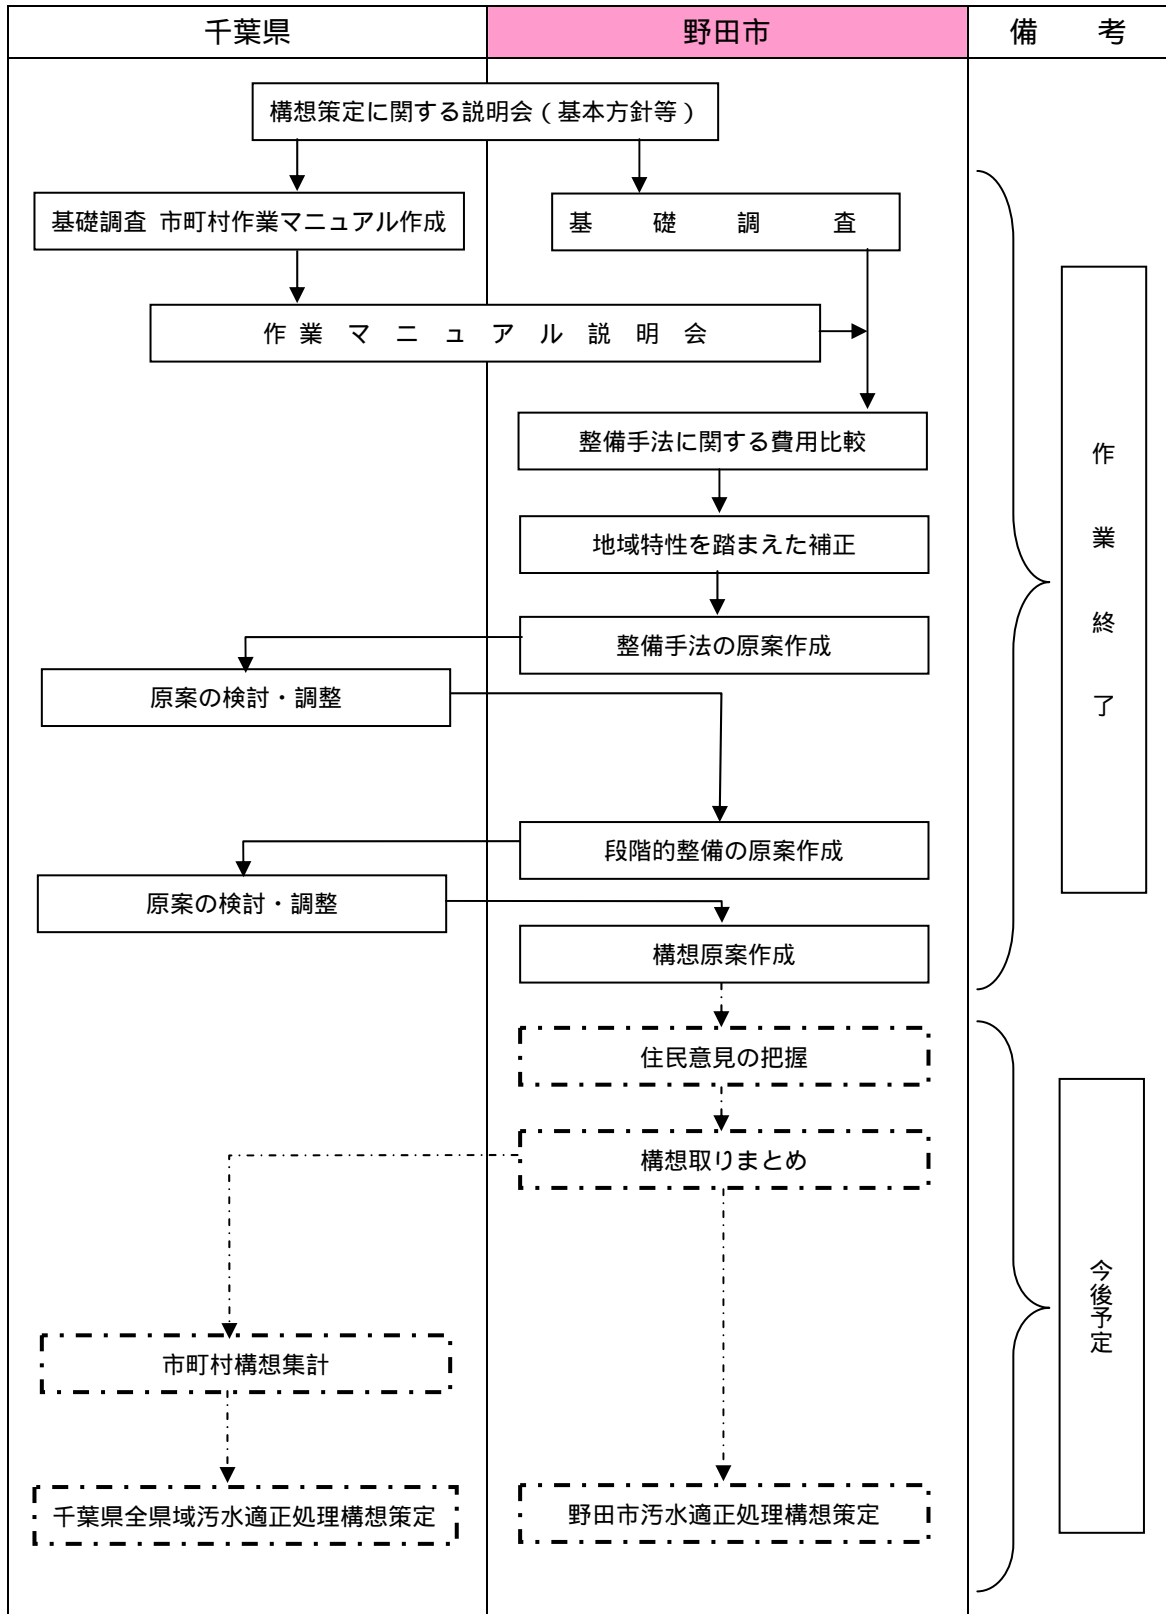 千葉県 野田市 備 考
構想策定に関する説明会（基本方針等）
基礎調査 市町村作業マニュアル作成
基 礎 調 査
作 業 マ ニ ュ ア ル 説 明 会
整備手法に関する費用比較
地域特性を踏まえた補正
整備手法の原案作成
原案の検討・調整
段階的整備の原案作成
原案の検討・調整
構想原案作成
作業終了
住民意見の把握
構想取りまとめ
市町村構想集計
千葉県全県域汚水適正処理構想策定
野田市汚水適正処理構想策定
今後予定